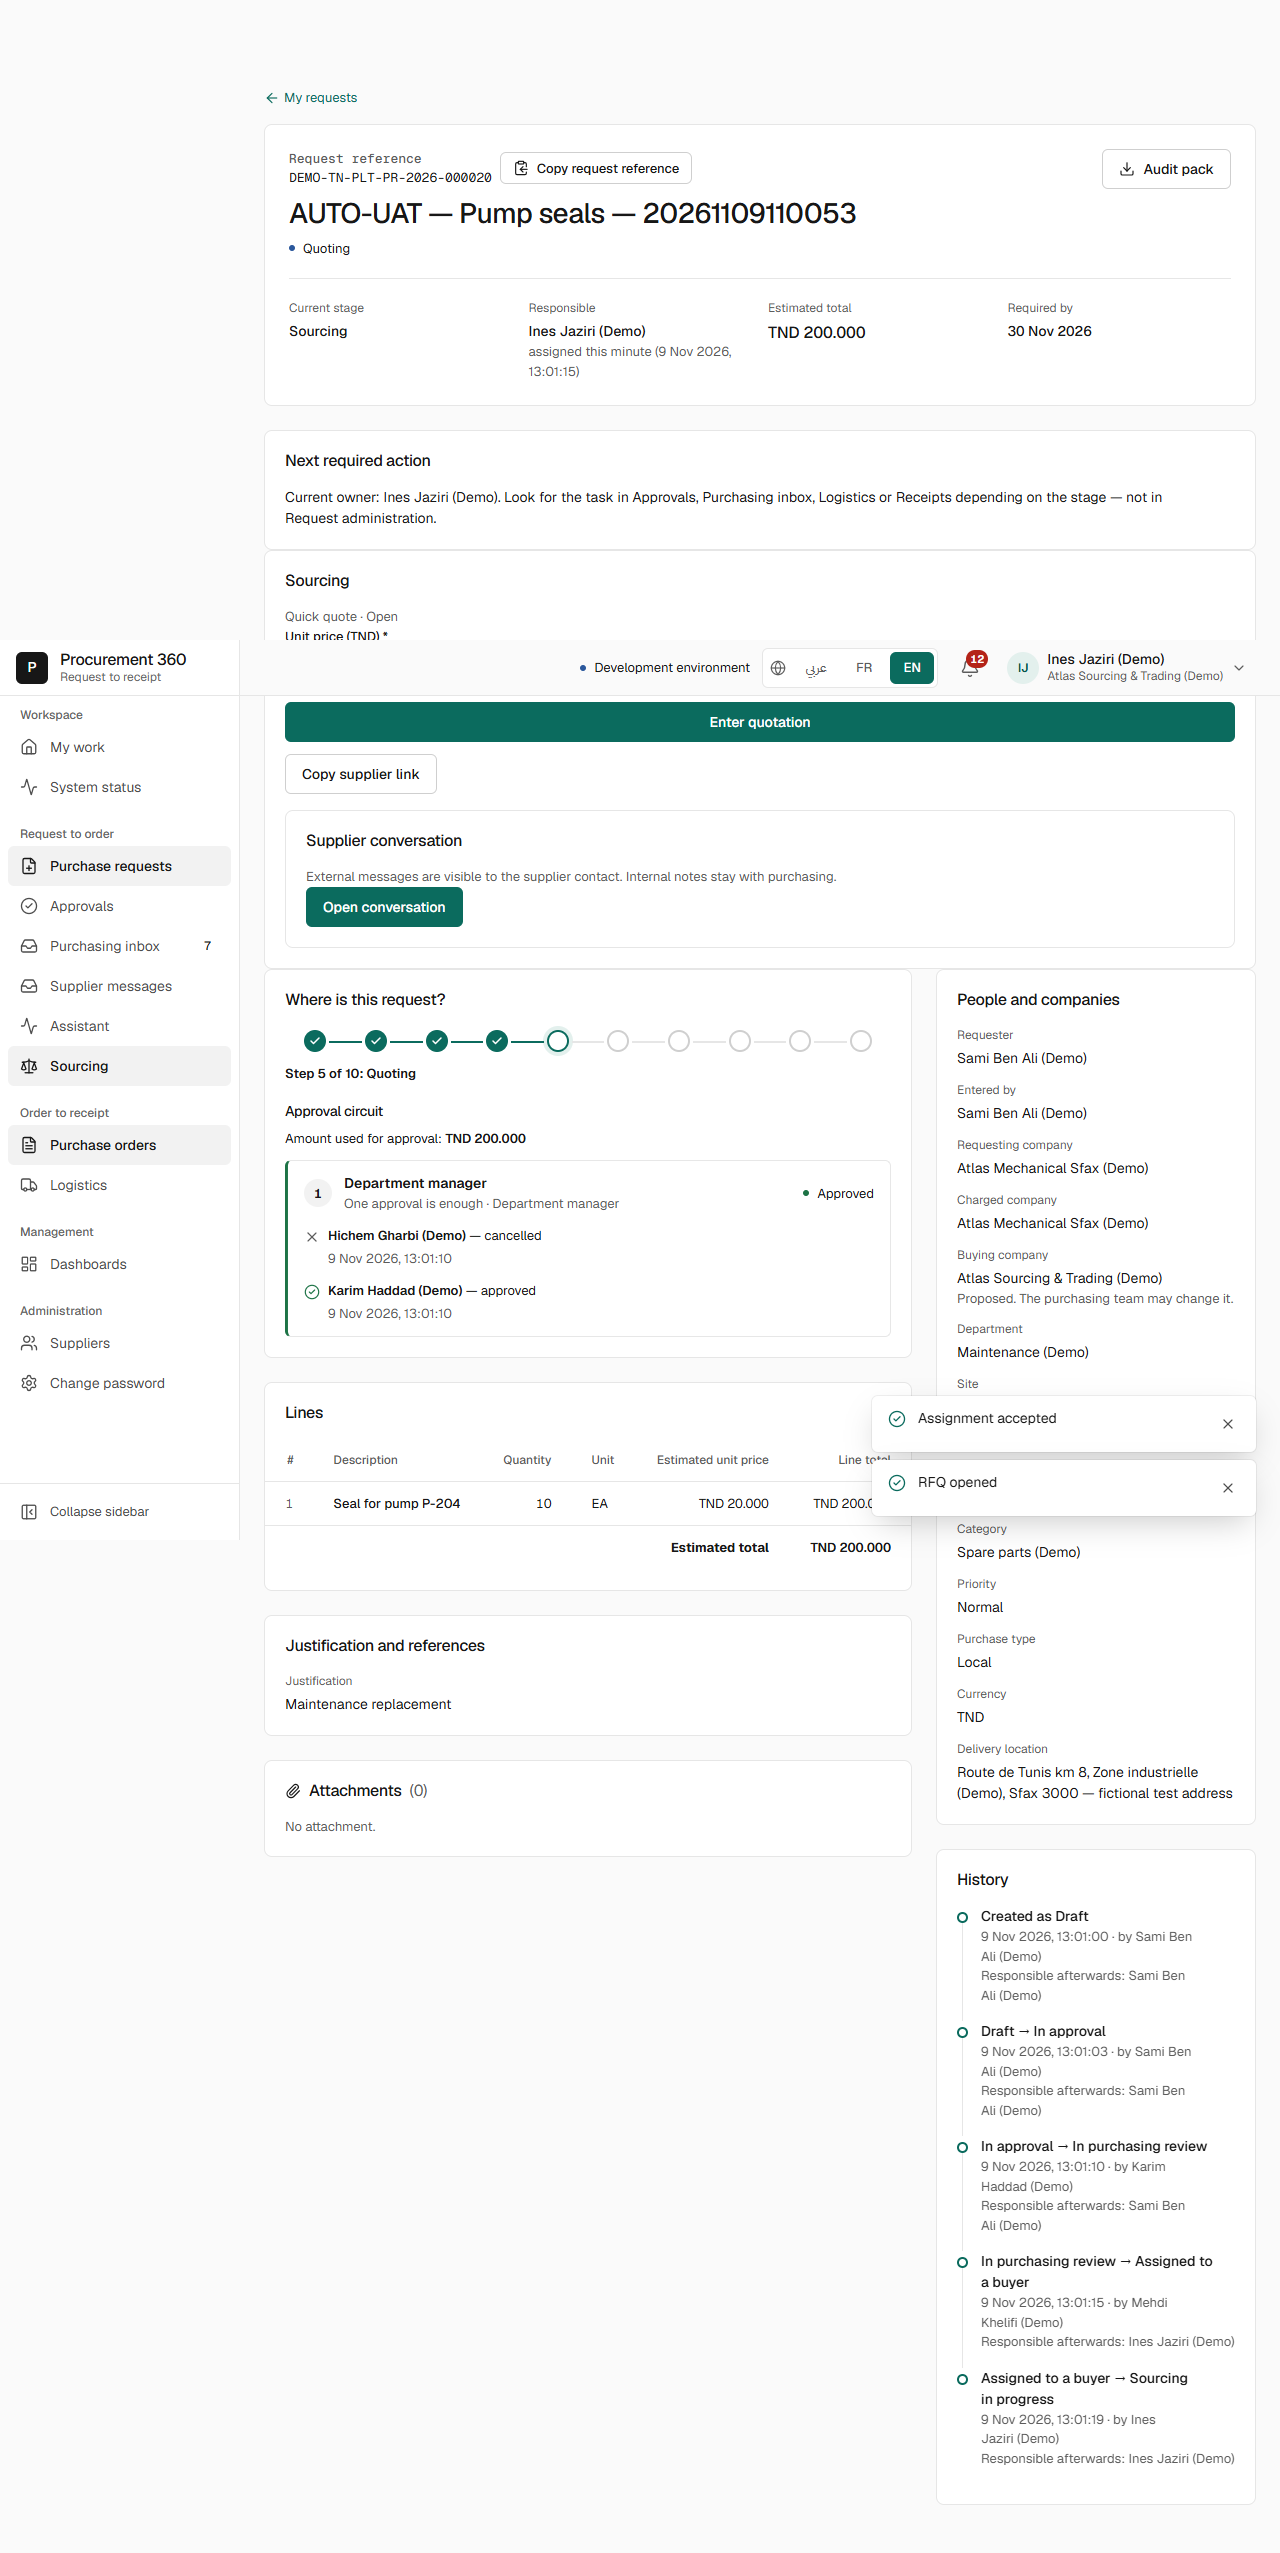 My requests
Request reference
DEMO-TN-PLT-PR-2026-000020
Copy request reference
Audit pack
AUTO-UAT — Pump seals — 20261109110053
Quoting
Current stage
Sourcing
Responsible
Ines Jaziri (Demo)
assigned this minute (9 Nov 2026,
13:01:15)
Estimated total
TND 200.000
Required by
30 Nov 2026
Next required action
Current owner: Ines Jaziri (Demo). Look for the task in Approvals, Purchasing inbox, Logistics or Receipts depending on the stage — not in
Request administration.
Sourcing
Quick quote · Open
Unit price (TND) *
P
Procurement 360
Request to receipt
Development environment
عربي
FR
EN
12
IJ
Ines Jaziri (Demo)
Atlas Sourcing & Trading (Demo)
Workspace
My work
System status
Request to order
Purchase requests
Approvals
Purchasing inbox
7
Supplier messages
Assistant
Sourcing
Order to receipt
Purchase orders
Logistics
Management
Dashboards
Administration
Suppliers
Change password
Collapse sidebar
Enter quotation
Copy supplier link
Supplier conversation
External messages are visible to the supplier contact. Internal notes stay with purchasing.
Open conversation
Where is this request?
Step 5 of 10: Quoting
Approval circuit
Amount used for approval: TND 200.000
1
Department manager
One approval is enough · Department manager
Approved
Hichem Gharbi (Demo) — cancelled
9 Nov 2026, 13:01:10
Karim Haddad (Demo) — approved
9 Nov 2026, 13:01:10
Lines
# Description Quantity Unit Estimated unit price Line total
1 Seal for pump P-204 10 EA TND 20.000 TND 200.0
Estimated total TND 200.000
Justification and references
Justification
Maintenance replacement
Attachments (0)
No attachment.
People and companies
Requester
Sami Ben Ali (Demo)
Entered by
Sami Ben Ali (Demo)
Requesting company
Atlas Mechanical Sfax (Demo)
Charged company
Atlas Mechanical Sfax (Demo)
Buying company
Atlas Sourcing & Trading (Demo)
Proposed. The purchasing team may change it.
Department
Maintenance (Demo)
Site
Assignment accepted
RFQ opened
Category
Spare parts (Demo)
Priority
Normal
Purchase type
Local
Currency
TND
Delivery location
Route de Tunis km 8, Zone industrielle
(Demo), Sfax 3000 — fictional test address
History
Created as Draft
9 Nov 2026, 13:01:00 · by Sami Ben
Ali (Demo)
Responsible afterwards: Sami Ben
Ali (Demo)
Draft → In approval
9 Nov 2026, 13:01:03 · by Sami Ben
Ali (Demo)
Responsible afterwards: Sami Ben
Ali (Demo)
In approval → In purchasing review
9 Nov 2026, 13:01:10 · by Karim
Haddad (Demo)
Responsible afterwards: Sami Ben
Ali (Demo)
In purchasing review → Assigned to
a buyer
9 Nov 2026, 13:01:15 · by Mehdi
Khelifi (Demo)
Responsible afterwards: Ines Jaziri (Demo)
Assigned to a buyer → Sourcing
in progress
9 Nov 2026, 13:01:19 · by Ines
Jaziri (Demo)
Responsible afterwards: Ines Jaziri (Demo)